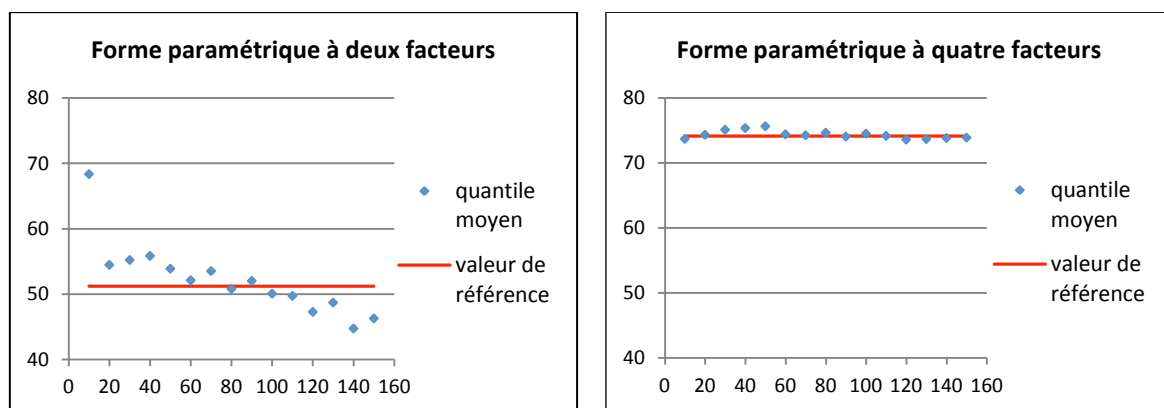 Forme paramétrique à deux facteurs
80
70
60
50
40
0 20 40 60 80 100 120 140 160
quantile
moyen
valeur de
référence
Forme paramétrique à quatre facteurs
80
70
60
50
40
0 20 40 60 80 100 120 140 160
quantile
moyen
valeur de
référence